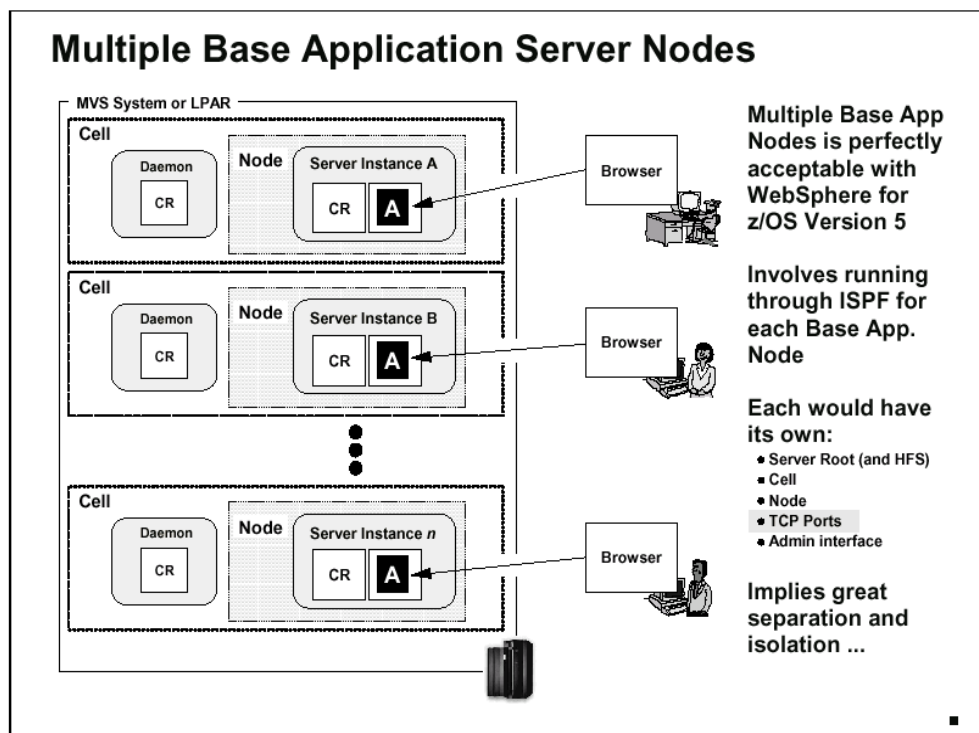 Multiple Base Application Server Nodes
MVS System or LPAR
Cell
Daemon
CR
Node
Server Instance A
CR
A
Browser
Cell
Daemon
CR
Node
Server Instance B
CR
A
Browser
Cell
Daemon
CR
Node
Server Instance n
CR
A
Browser
Multiple Base App
Nodes is perfectly
acceptable with
WebSphere for
z/OS Version 5
Involves running
through ISPF for
each Base App.
Node
Each would have
its own:
• Server Root (and HFS)
• Cell
• Node
• TCP Ports
• Admin interface
Implies great
separation and
isolation ...